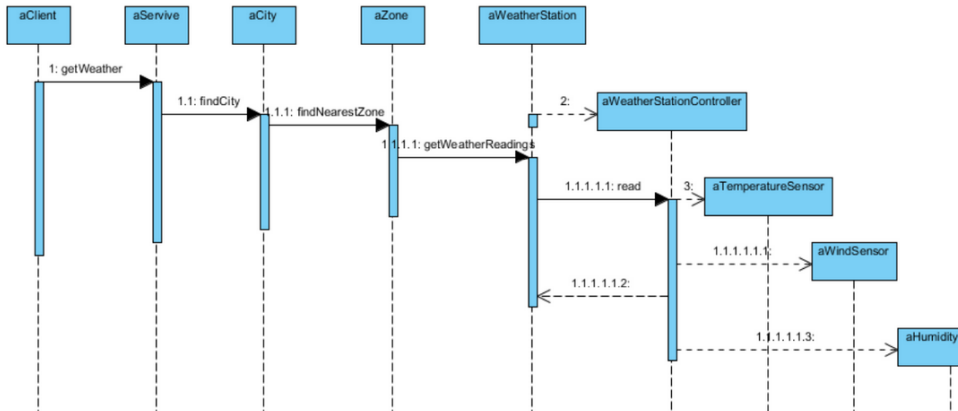 aClient
aServive
aCity
aZone
aWeatherStation
1: getWeather
1.1: findCity
1.1.1: findNearestZone
2:
aWeatherStationController
1.1.1.1: getWeatherReadings
1.1.1.1.1: read
3:
aTemperatureSensor
1.1.1.1.1.1:
aWindSensor
1.1.1.1.1.2:
1.1.1.1.1.3:
aHumidity